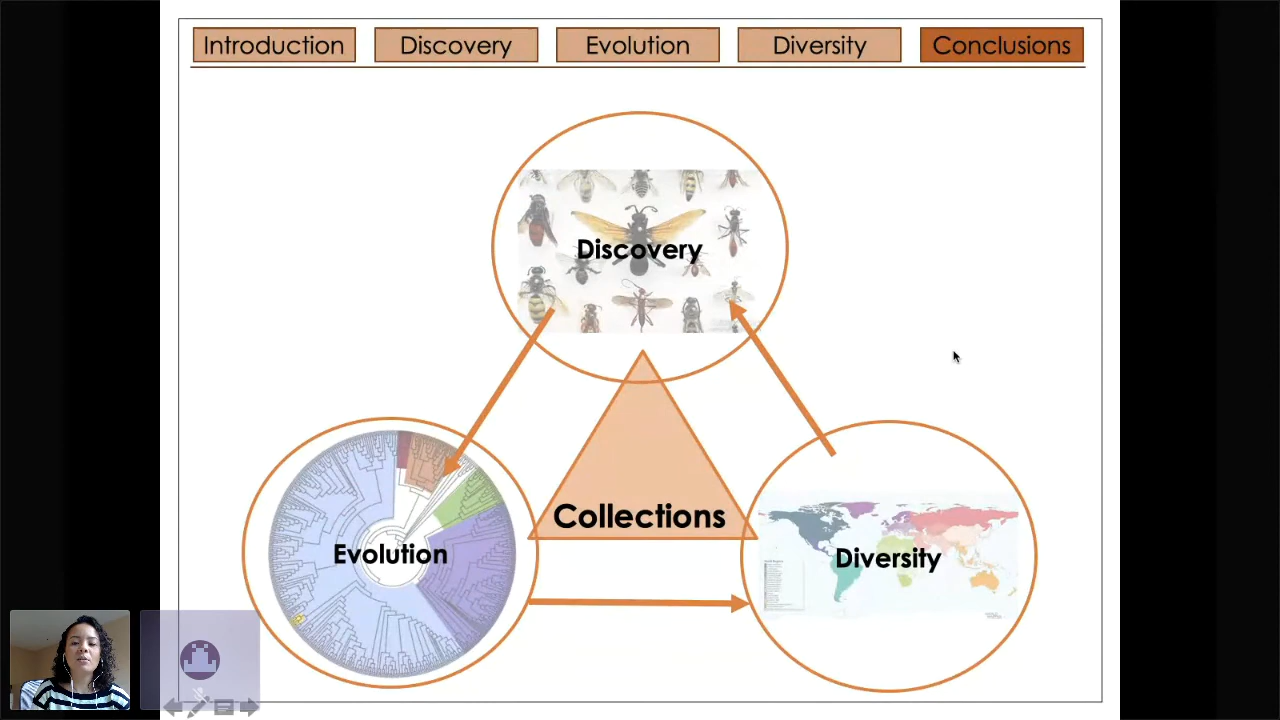 Introduction
Discovery
Evolution
Diversity
Conclusions
Discovery
Collections
Evolution
Diversity